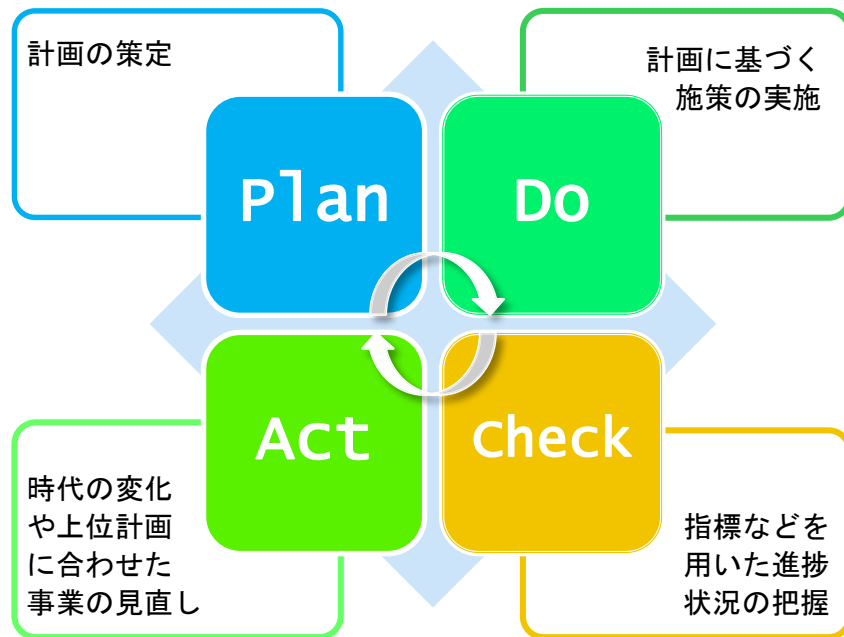 計画の策定
Plan
計画に基づく
施策の実施
Do
時代の変化
や上位計画
に合わせた
事業の見直し
Act
Check
指標などを
用いた進捗
状況の把握